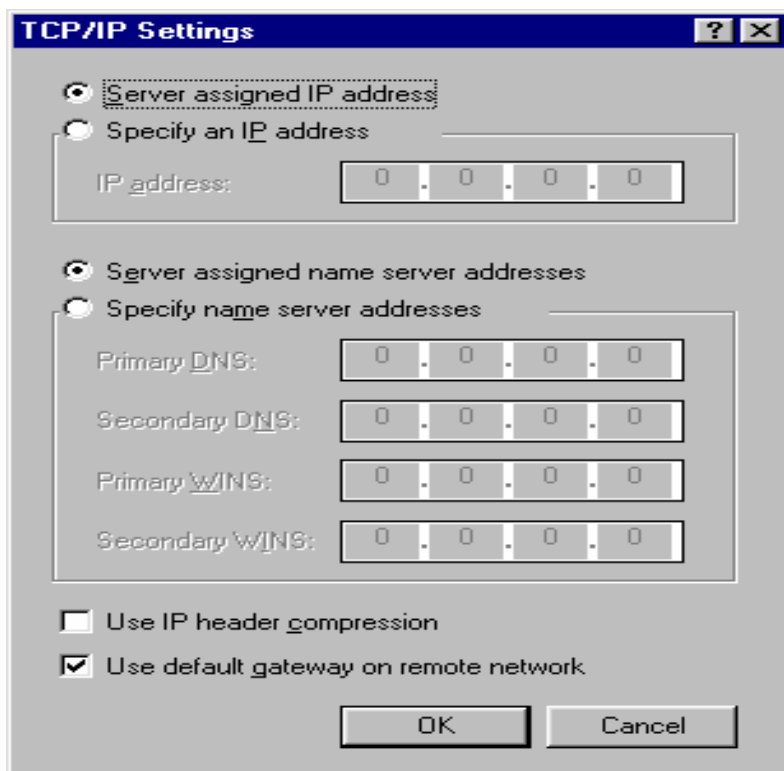 TCP/IP Settings
Server assigned IP address
Specify an IP address
IP address: 0 . 0 . 0 . 0
Server assigned name server addresses
Specify name server addresses
Primary DNS: 0 . 0 . 0 . 0
Secondary DNS: 0 . 0 . 0 . 0
Primary WINS: 0 . 0 . 0 . 0
Secondary WINS: 0 . 0 . 0 . 0
Use IP header compression
Use default gateway on remote network
OK Cancel